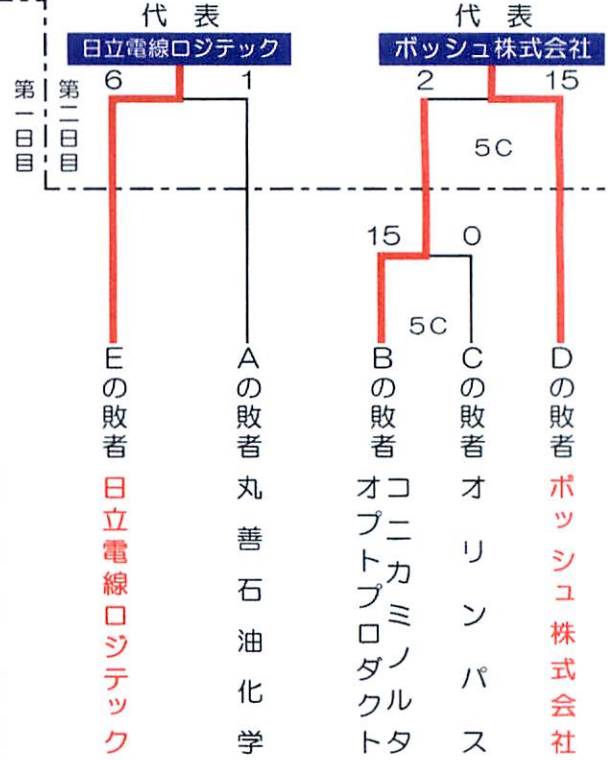 代表
代表
日立電線ロジテック
ボッシュ株式会社
6
1
2
15
第一日目
第二日目
5C
15
0
5C
Eの敗者
Aの敗者
Bの敗者
Cの敗者
Dの敗者
日立電線ロジテック
丸善石油化学
コニカミノルタ
オプトプロダクト
オリンパス
ボッシュ株式会社